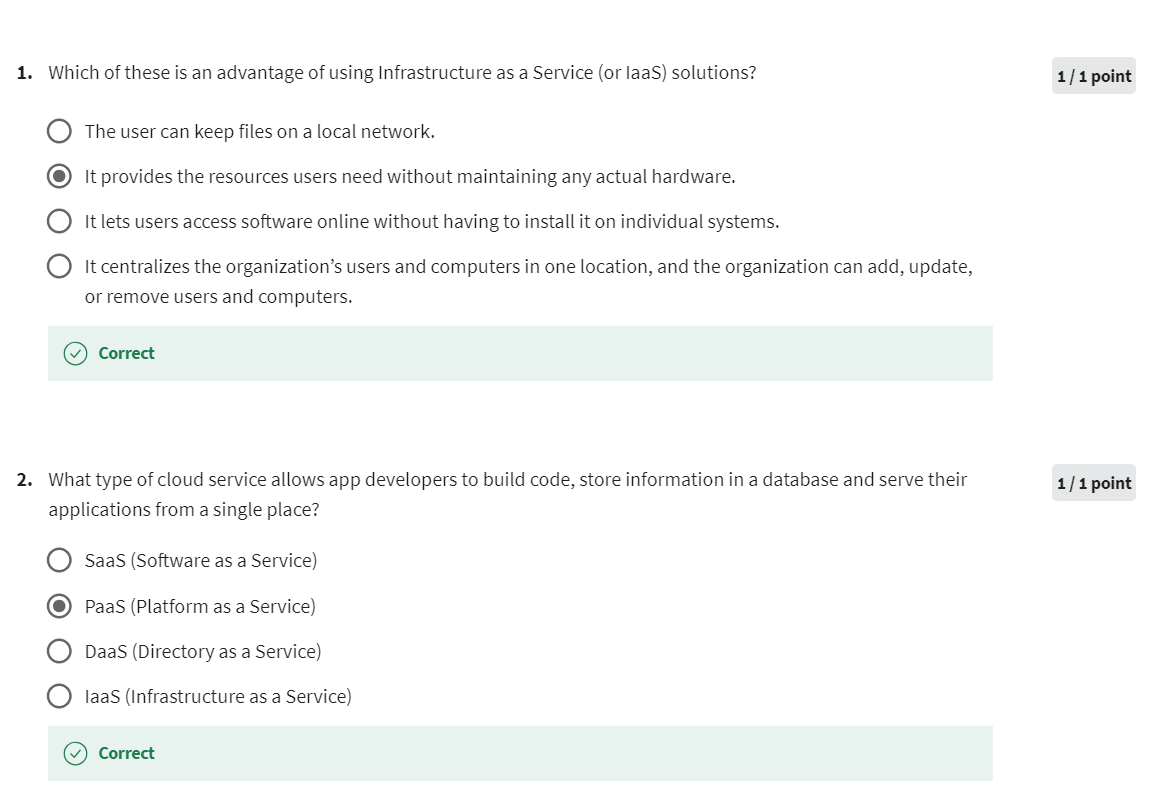 1. Which of these is an advantage of using Infrastructure as a Service (or IaaS) solutions?
1 / 1 point
The user can keep files on a local network.
It provides the resources users need without maintaining any actual hardware.
It lets users access software online without having to install it on individual systems.
It centralizes the organization’s users and computers in one location, and the organization can add, update,
or remove users and computers.
Correct
2. What type of cloud service allows app developers to build code, store information in a database and serve their
applications from a single place?
1 / 1 point
SaaS (Software as a Service)
PaaS (Platform as a Service)
DaaS (Directory as a Service)
IaaS (Infrastructure as a Service)
Correct